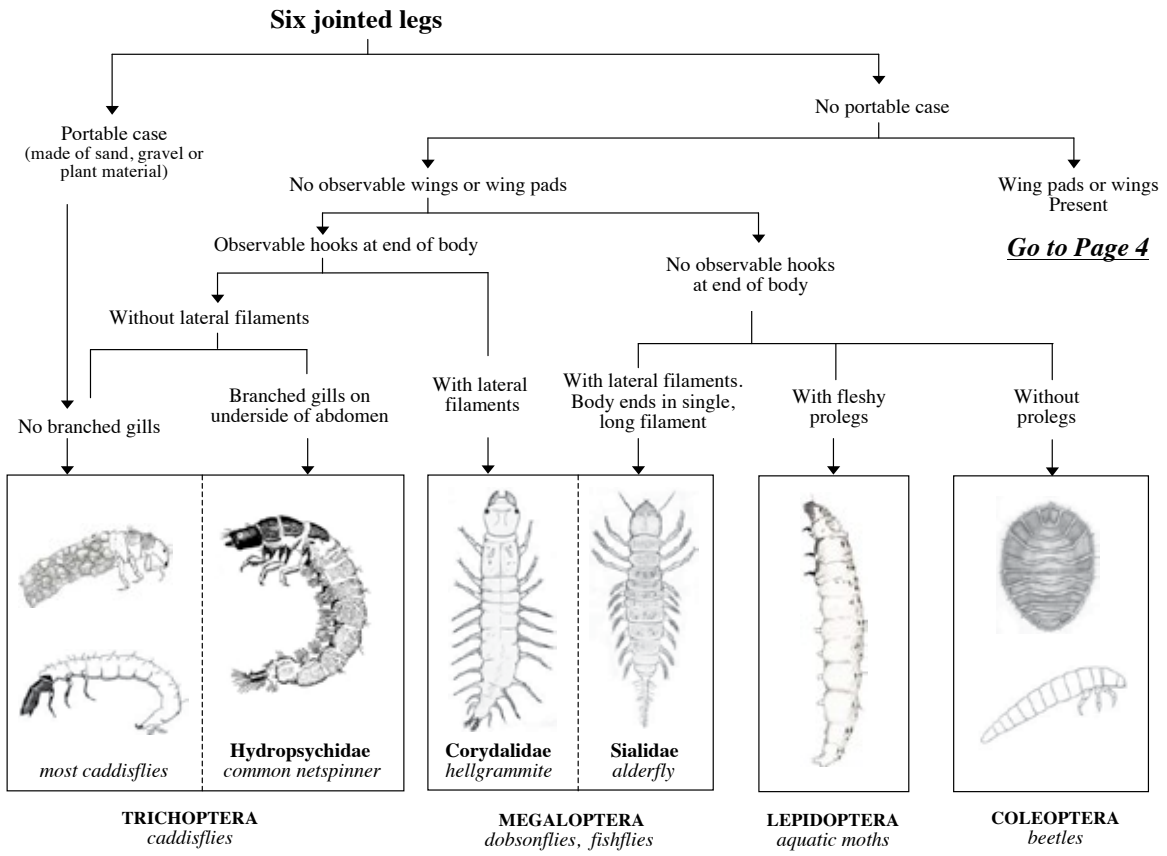 Six jointed legs
No portable case
Portable case
(made of sand, gravel or
plant material)
No observable wings or wing pads
Wing pads or wings
Present
Go to Page 4
Observable hooks at end of body
No observable hooks
at end of body
Without lateral filaments
With lateral
filaments
With lateral filaments.
Body ends in single,
long filament
With fleshy
prolegs
Without
prolegs
Branched gills on
underside of abdomen
No branched gills
most caddisflies
Hydropsychidae
common netspinner
Corydalidae
hellgrammite
Sialidae
alderfly
TRICHOPTERA
caddisflies
MEGALOPTERA
dobsonflies, fishflies
LEPIDOPTERA
aquatic moths
COLEOPTERA
beetles